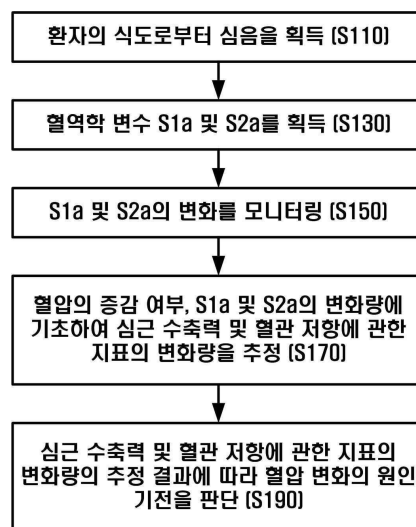 환자의 식도로부터 심음을 획득 (S110)
혈역학 변수 S1a 및 S2a를 획득 (S130)
S1a 및 S2a의 변화를 모니터링 (S150)
혈압의 증감 여부, S1a 및 S2a의 변화량에
기초하여 심근 수축력 및 혈관 저항에 관한
지표의 변화량을 추정 (S170)
심근 수축력 및 혈관 저항에 관한 지표의
변화량의 추정 결과에 따라 혈압 변화의 원인
기전을 판단 (S190)